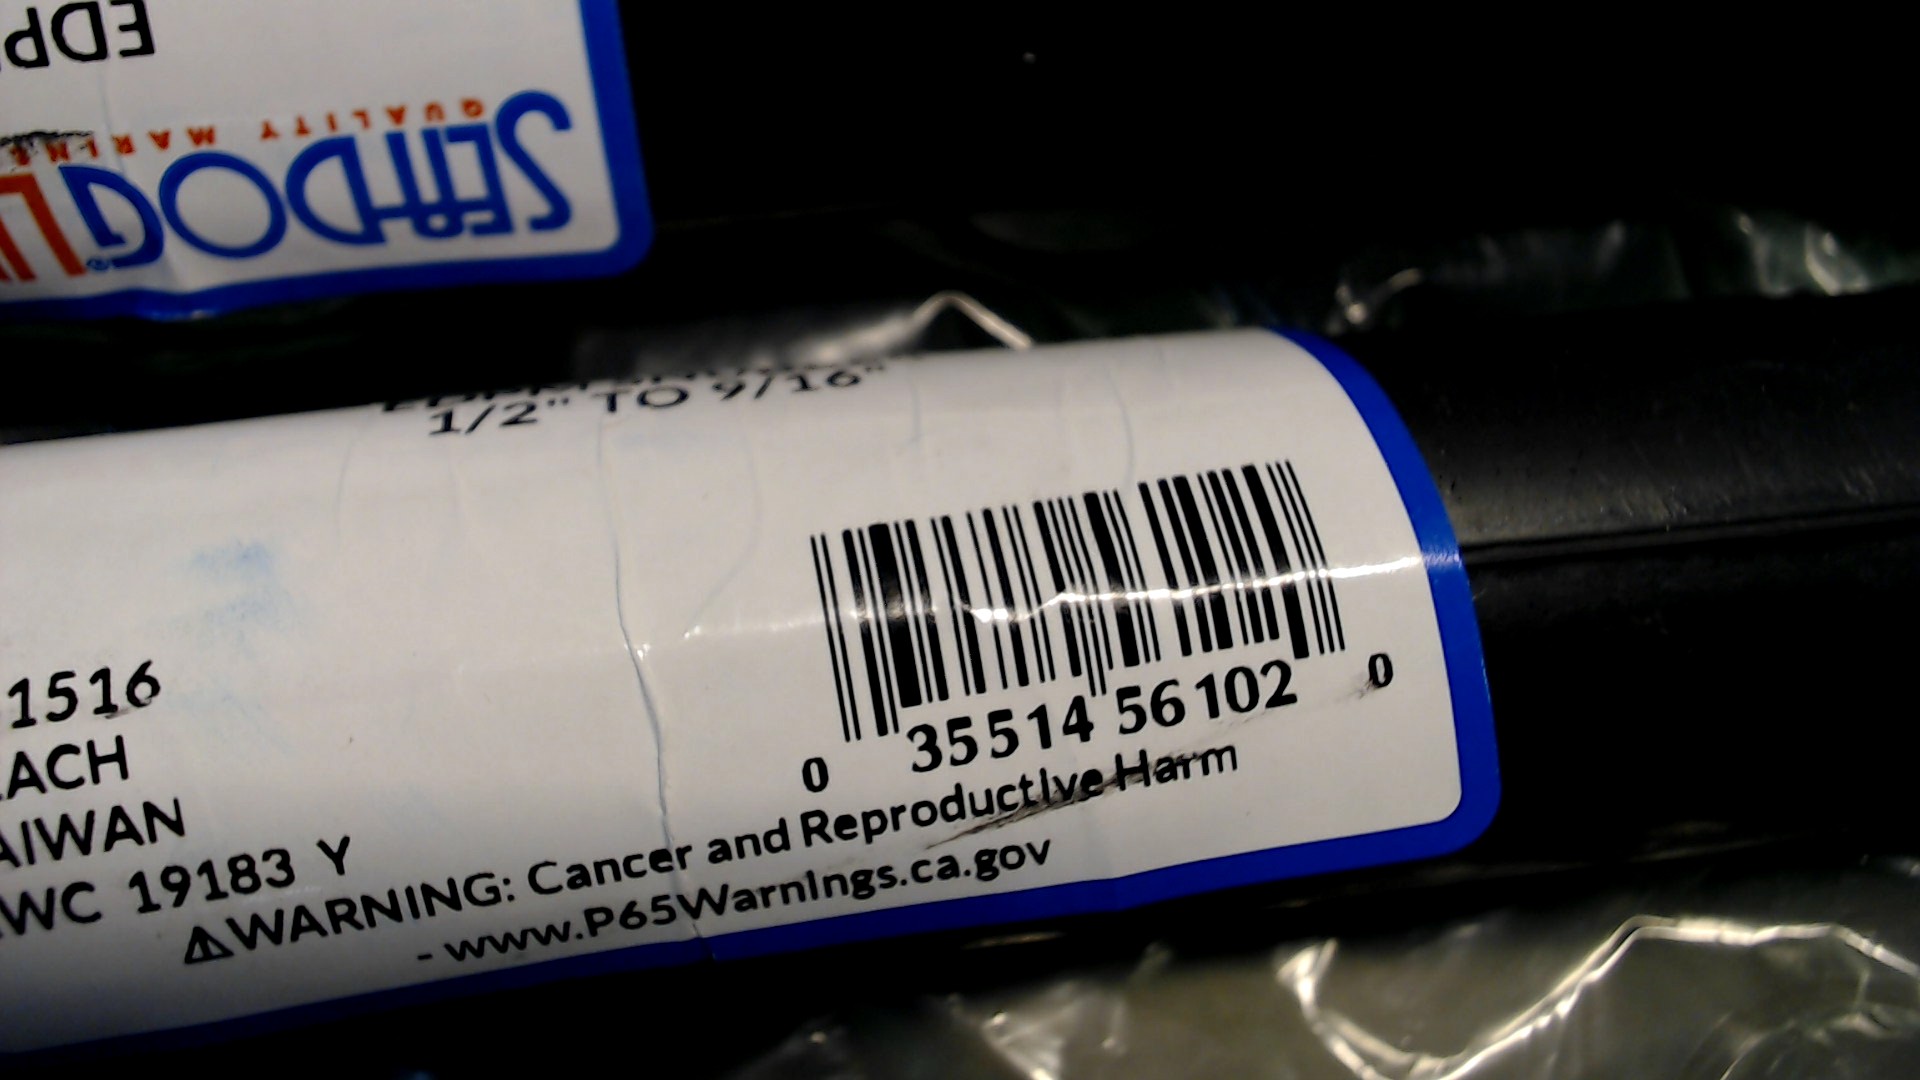 EDP
QUALITY MARINE
SEADOG
1/2" TO 9/16"
1516
ACH
AIWAN
WC 19183 Y
0 35514 56102 0
⚠WARNING: Cancer and Reproductive Harm
- www.P65Warnings.ca.gov